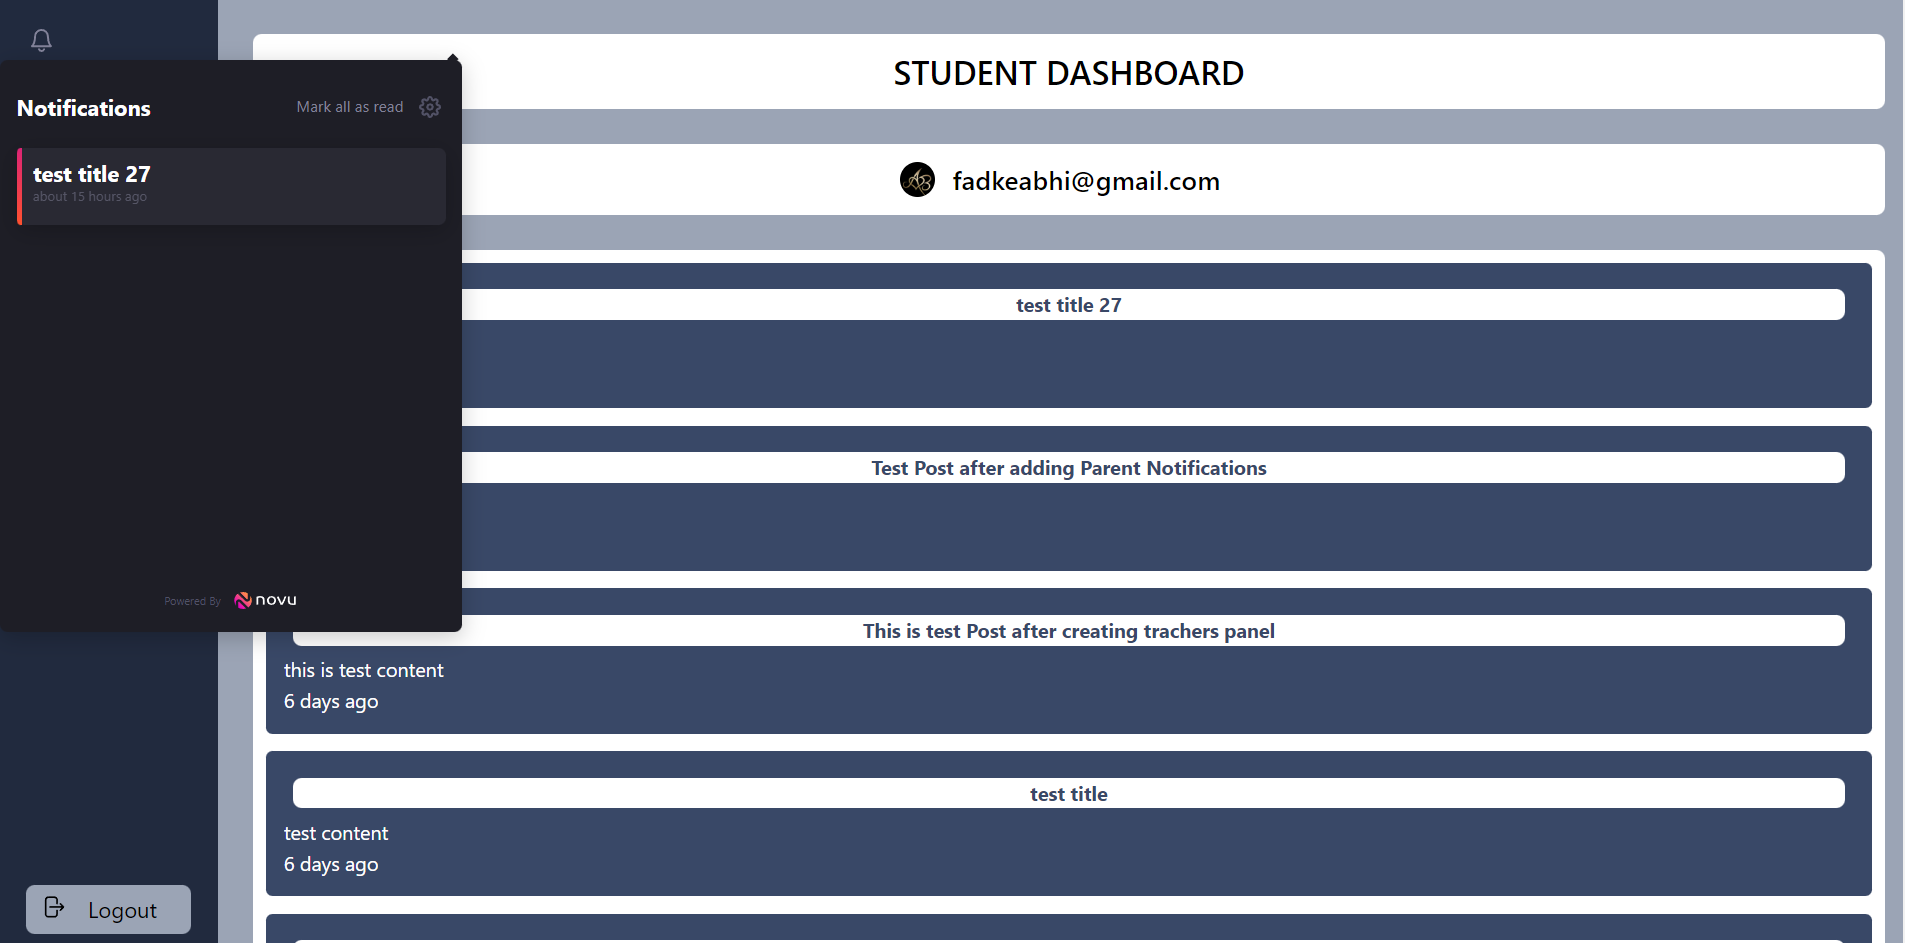 STUDENT DASHBOARD
Notifications
Mark all as read
test title 27
about 15 hours ago
Powered By novu
fadkeabhi@gmail.com
test title 27
Test Post after adding Parent Notifications
This is test Post after creating trachers panel
this is test content
6 days ago
test title
test content
6 days ago
Logout